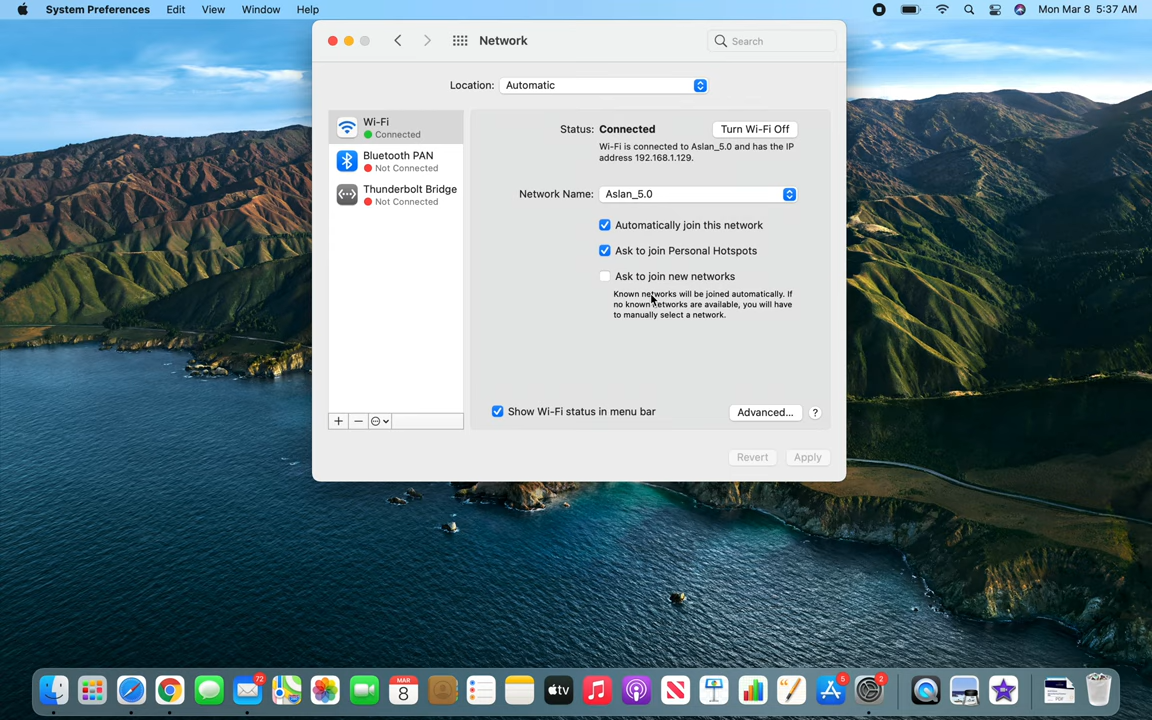 System Preferences Edit View Window Help Mon Mar 8 5:37 AM
Network
Search
Location: Automatic
Wi-Fi
Connected
Bluetooth PAN
Not Connected
Thunderbolt Bridge
Not Connected
Status: Connected
Turn Wi-Fi Off
Wi-Fi is connected to Aslan_5.0 and has the IP
address 192.168.1.129.
Network Name: Aslan_5.0
Automatically join this network
Ask to join Personal Hotspots
Ask to join new networks
Known networks will be joined automatically. If
no known networks are available, you will have
to manually select a network.
Show Wi-Fi status in menu bar
Advanced...
?
Revert
Apply
72
MAR
8
tv
5
2